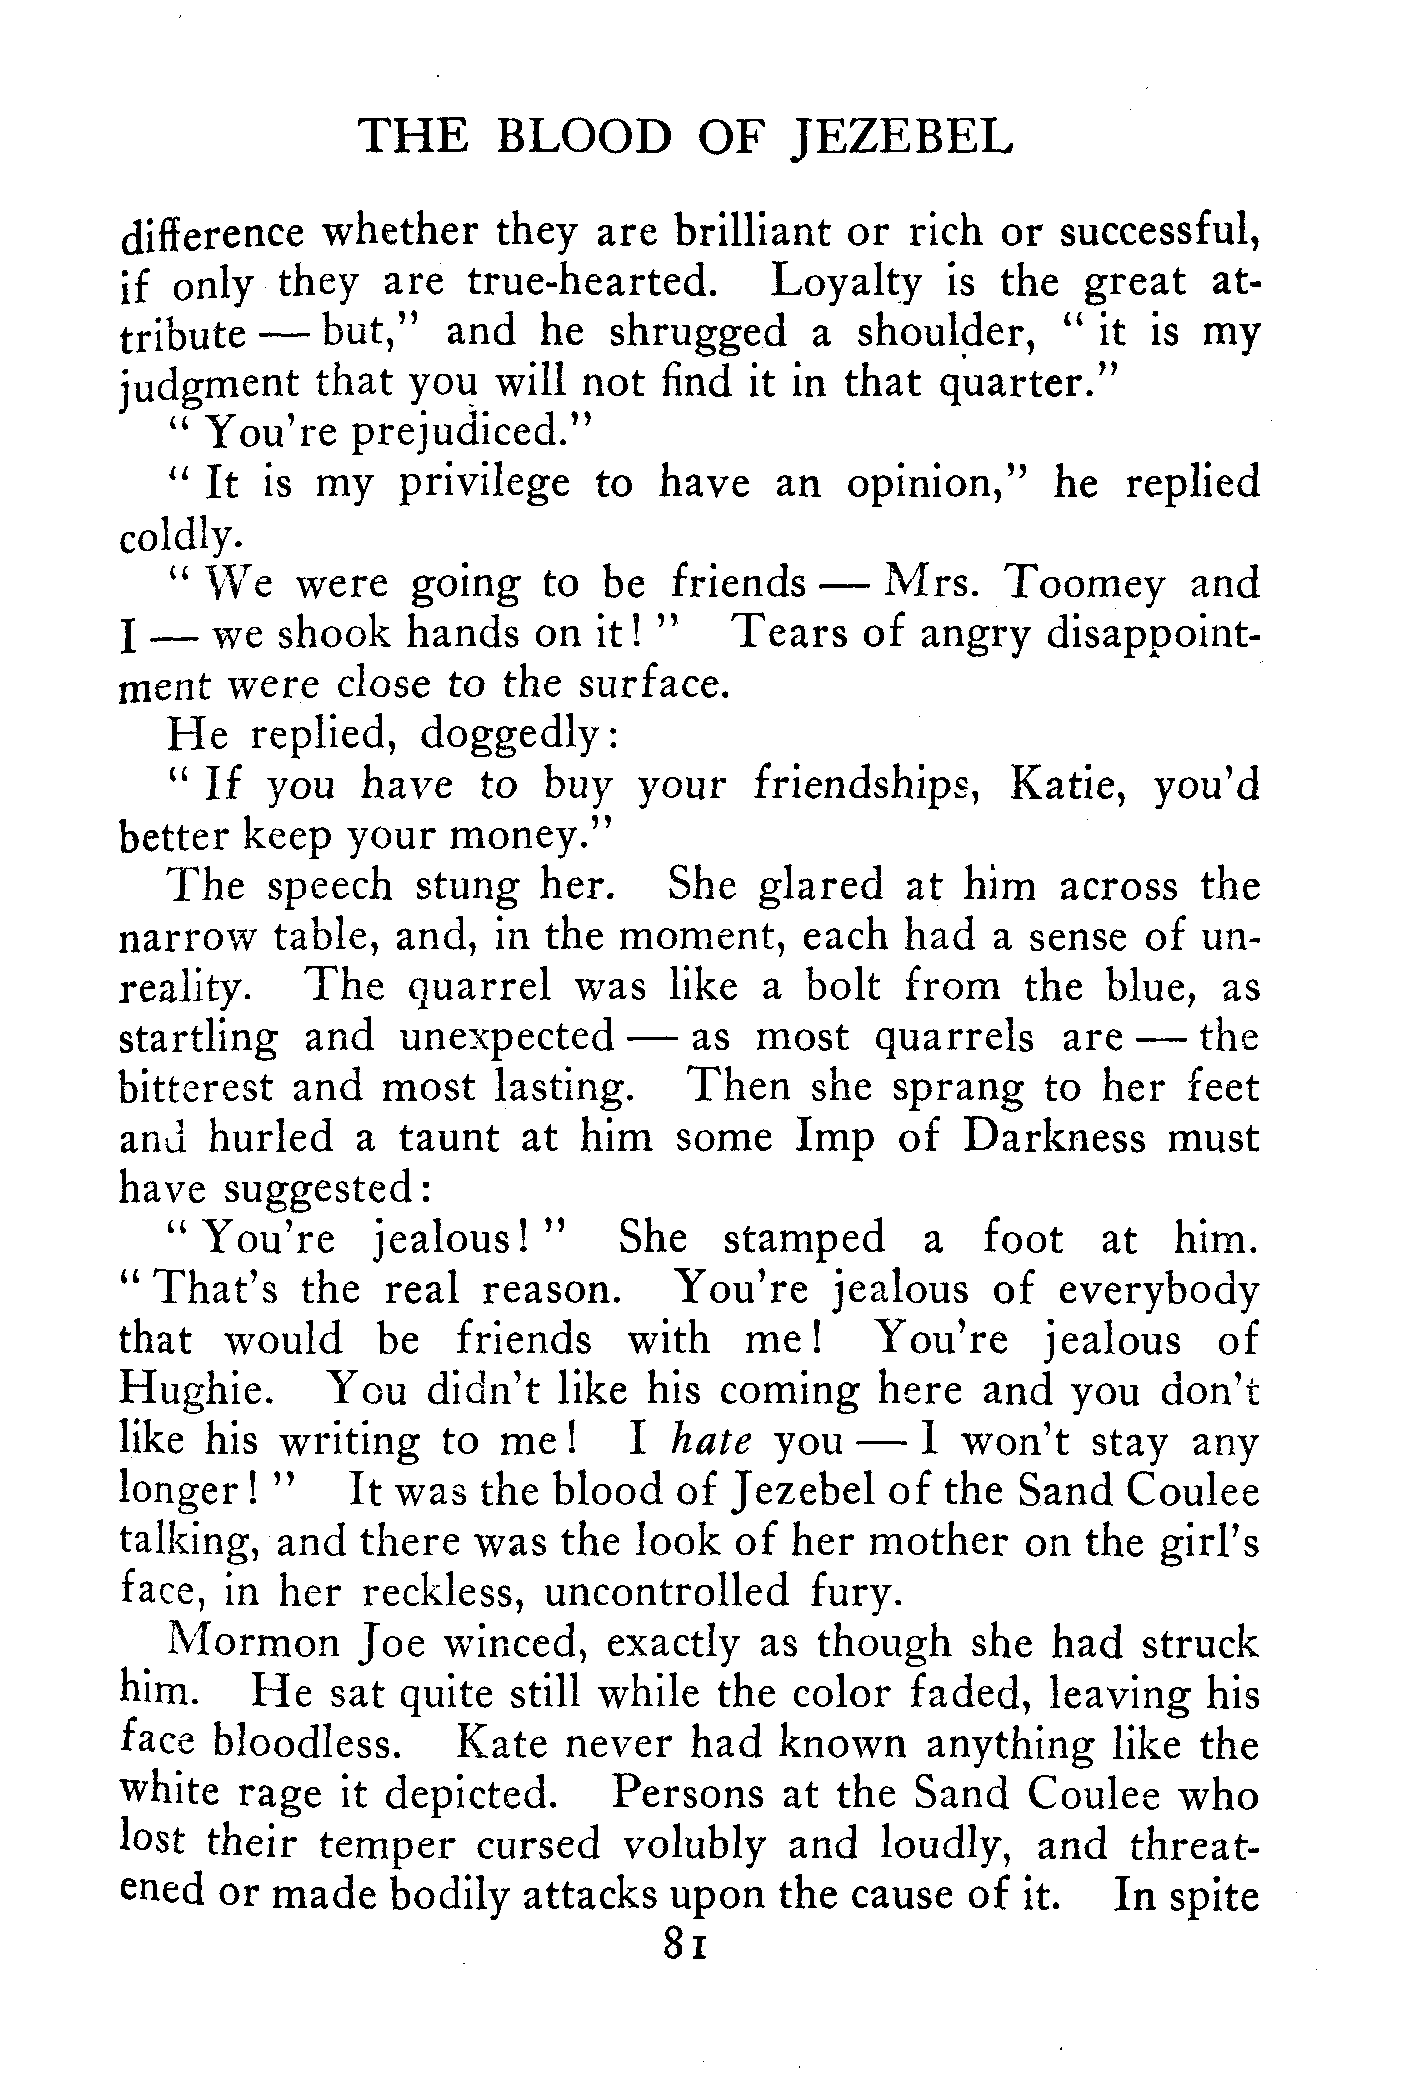 THE BLOOD OF JEZEBEL
difference whether they are brilliant or rich or successful,
if only they are true-hearted. Loyalty is the great at-
tribute — but,” and he shrugged a shoulder, “ it is my
judgment that you will not find it in that quarter.”
“ You’re prejudiced.”
“ It is my privilege to have an opinion,” he replied
coldly.
“ We were going to be friends — Mrs. Toomey and
I — we shook hands on it! ” Tears of angry disappoint-
ment were close to the surface.
He replied, doggedly:
“ If you have to buy your friendships, Katie, you’d
better keep your money.”
The speech stung her. She glared at him across the
narrow table, and, in the moment, each had a sense of un-
reality. The quarrel was like a bolt from the blue, as
startling and unexpected — as most quarrels are — the
bitterest and most lasting. Then she sprang to her feet
and hurled a taunt at him some Imp of Darkness must
have suggested:
“ You’re jealous! ” She stamped a foot at him.
“ That’s the real reason. You’re jealous of everybody
that would be friends with me! You’re jealous of
Hughie. You didn’t like his coming here and you don’t
like his writing to me! I hate you — I won’t stay any
longer! ” It was the blood of Jezebel of the Sand Coulee
talking, and there was the look of her mother on the girl’s
face, in her reckless, uncontrolled fury.
Mormon Joe winced, exactly as though she had struck
him. He sat quite still while the color faded, leaving his
face bloodless. Kate never had known anything like the
white rage it depicted. Persons at the Sand Coulee who
lost their temper cursed volubly and loudly, and threat-
ened or made bodily attacks upon the cause of it. In spite
81